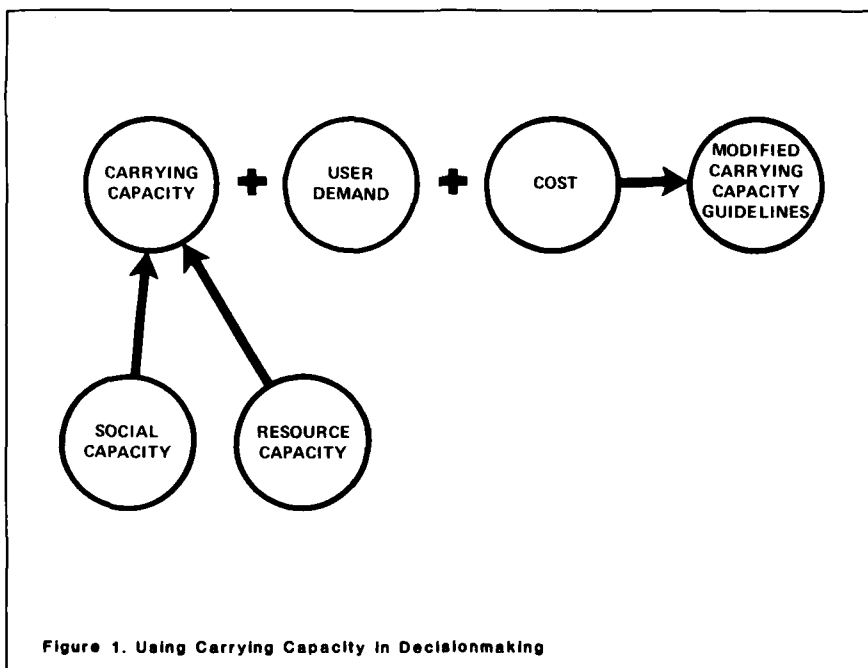 CARRYING
CAPACITY
+
USER
DEMAND
+
COST
MODIFIED
CARRYING
CAPACITY
GUIDELINES
SOCIAL
CAPACITY
RESOURCE
CAPACITY
Figure 1. Using Carrying Capacity in Decisionmaking